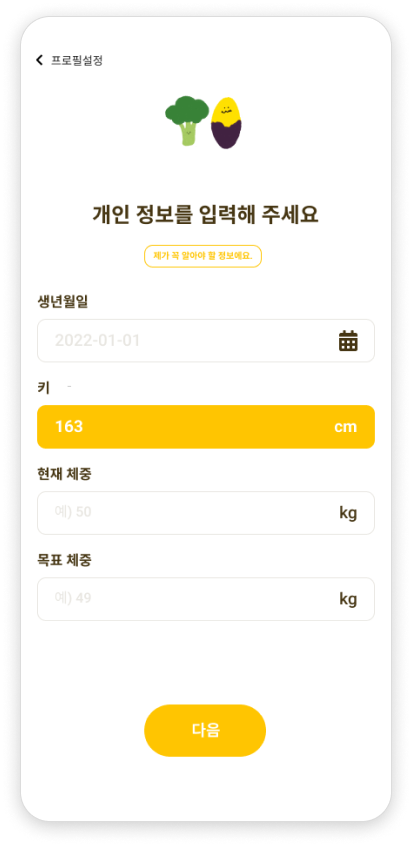 프로필설정
개인 정보를 입력해 주세요
제가 꼭 알아야 할 정보예요.
생년월일
2022-01-01
키 -
163 cm
현재 체중
예) 50 kg
목표 체중
예) 49 kg
다음